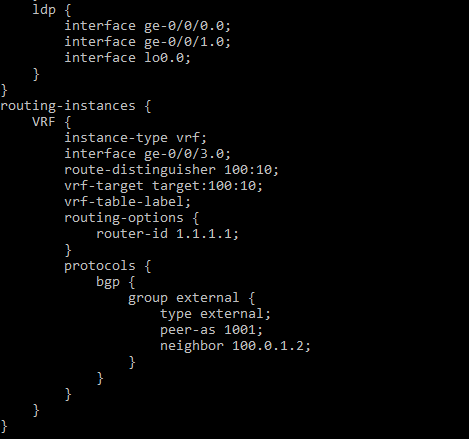 ldp {
        interface ge-0/0/0.0;
        interface ge-0/0/1.0;
        interface lo0.0;
    }
}
routing-instances {
    VRF {
        instance-type vrf;
        interface ge-0/0/3.0;
        route-distinguisher 100:10;
        vrf-target target:100:10;
        vrf-table-label;
        routing-options {
            router-id 1.1.1.1;
        }
        protocols {
            bgp {
                group external {
                    type external;
                    peer-as 1001;
                    neighbor 100.0.1.2;
                }
            }
        }
    }
}